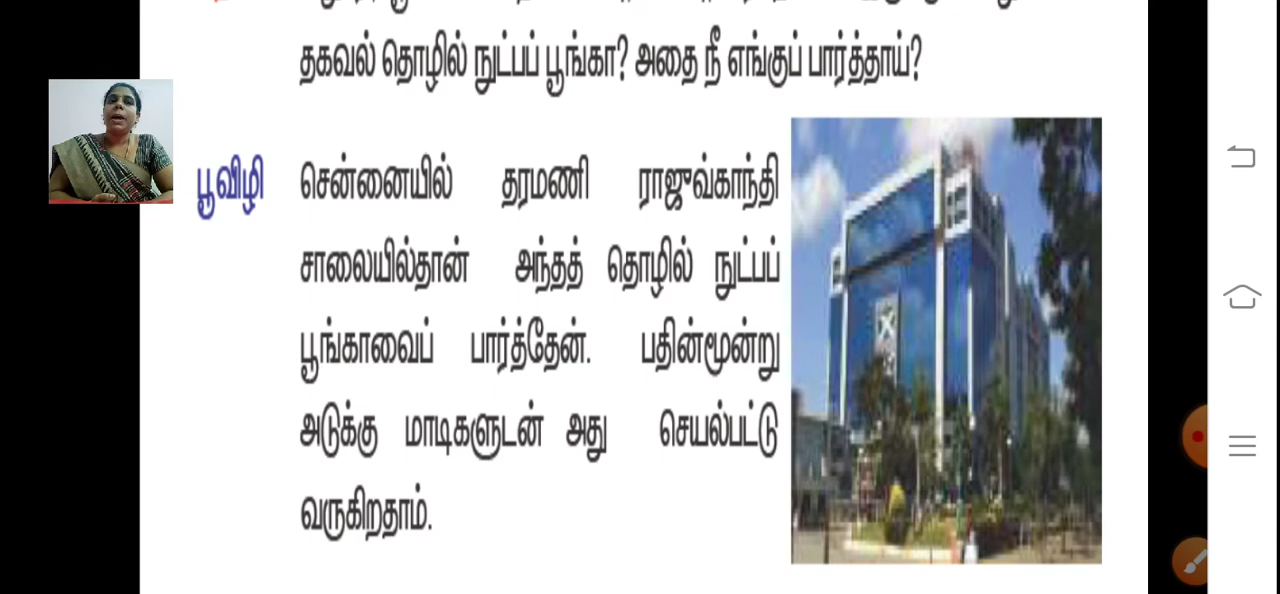 தகவல் தொழில் நுட்பப் பூங்கா? அதை நீ எங்குப் பார்த்தாய்?
பூவிழி சென்னையில் தரமணி ராஜுவ்காந்தி
சாலையில்தான் அந்தத் தொழில் நுட்பப்
பூங்காவைப் பார்த்தேன். பதின்மூன்று
அடுக்கு மாடிகளுடன் அது செயல்பட்டு
வருகிறதாம்.